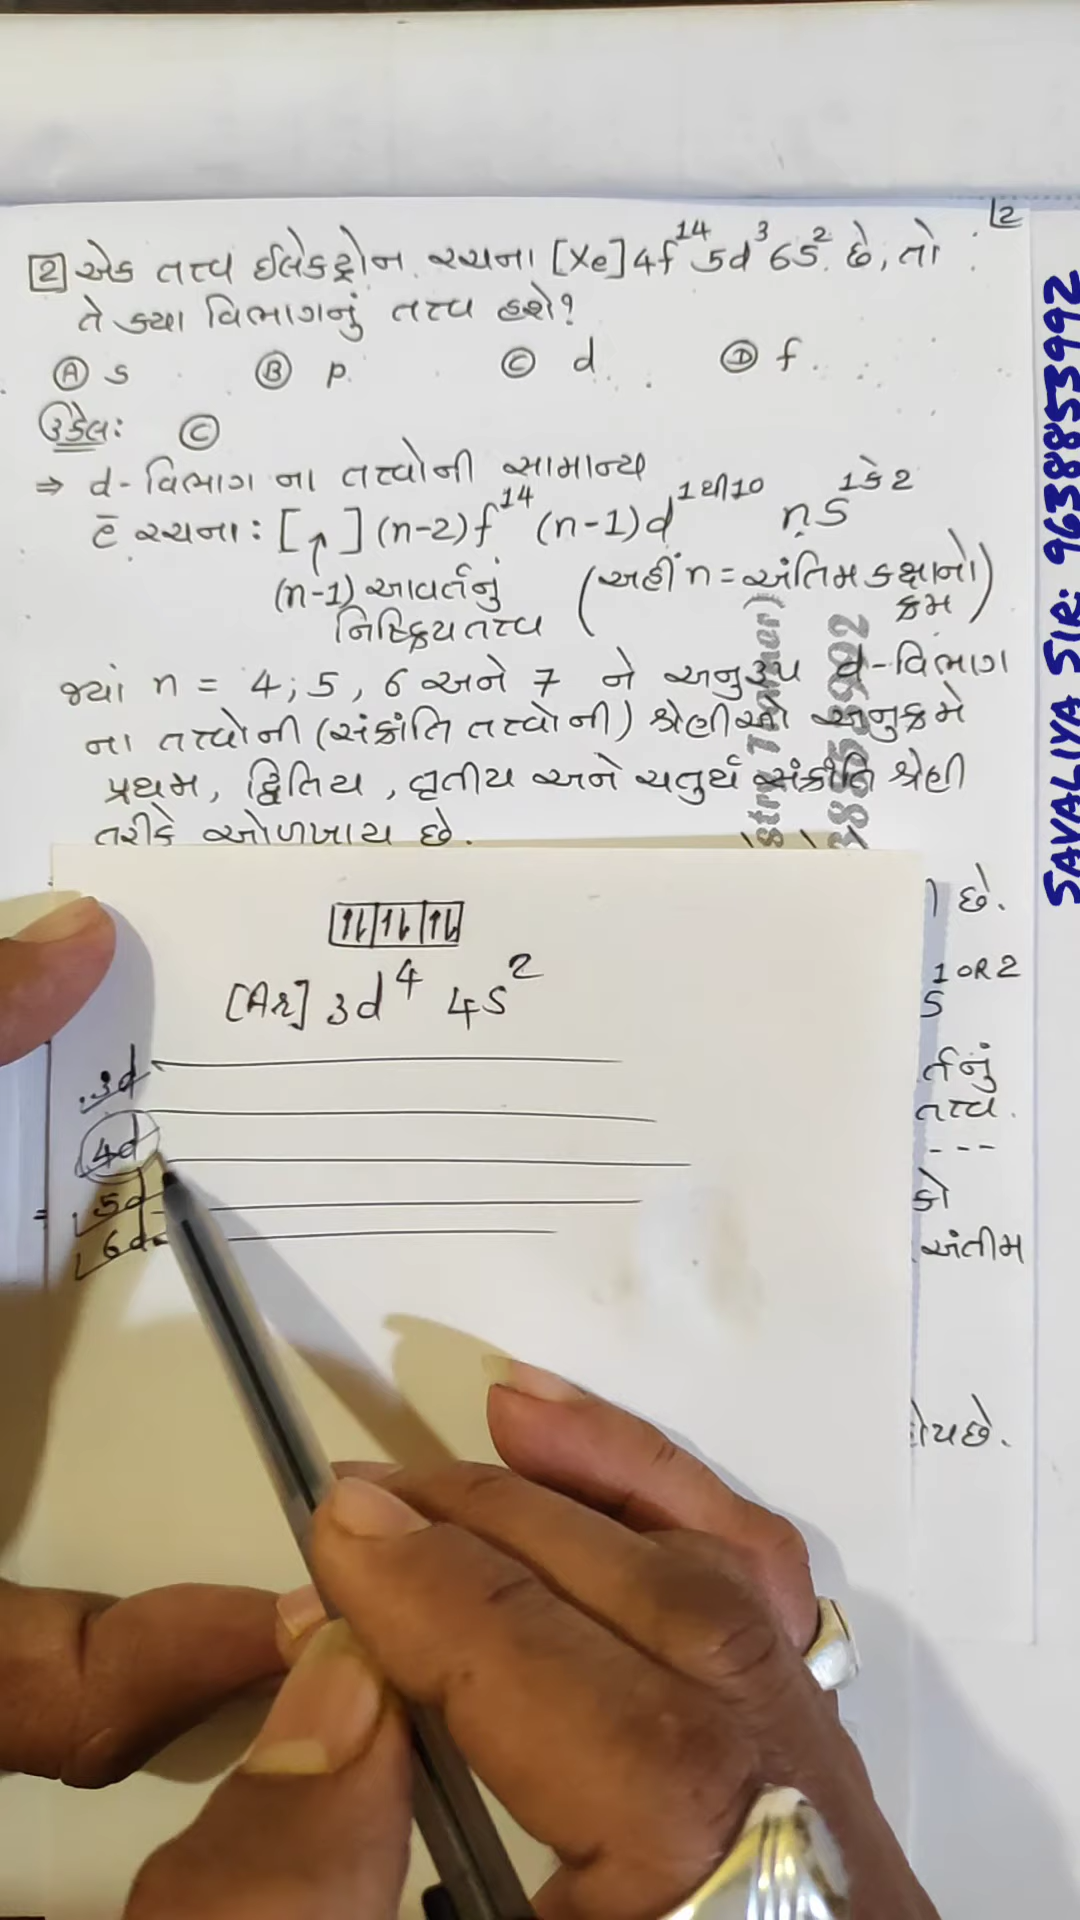 L2
2 એક તત્ત્વ ઈલેકટ્રોન રચના [Xe] 4f¹⁴ 5d³ 6s² છે, તો
તે ક્યા વિભાગનું તત્ત્વ હશે?
Ⓐ s Ⓑ p Ⓒ d Ⓓ f
ઉકેલ: Ⓒ
⇒ d-વિભાગ ના તત્ત્વોની સામાન્ય
ē રચના: [↑] (n-2)f¹⁴ (n-1)d¹ થી ¹⁰ nS¹ કે ²
(n-1) આવર્તનું (અહીં n = અંતિમ કક્ષાનો
નિષ્ક્રિય તત્ત્વ ક્રમ)
જ્યાં n = 4, 5, 6 અને 7 ને અનુરૂપ d-વિભાગ
ના તત્ત્વોની (સંક્રાંતિ તત્ત્વોની) શ્રેણીઓ અનુક્રમે
પ્રથમ, દ્વિતિય, તૃતીય અને ચતુર્થ સંક્રાંતિ શ્રેણી
તરીકે ઓળખાય છે.
છે.
1 OR 2
S
ર્તનું
તત્ત્વ.
---
કો
અંતીમ
છે.
[Ar] 3d⁴ 4s²
3d
4d
5d
6d
SAVALIYA SIR: 9638853992